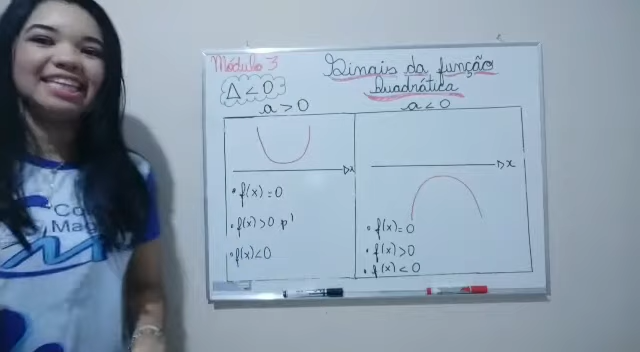 Módulo 3
Sinais da função
Quadrática
Δ < 0
a > 0
a < 0
x
x
• f(x) = 0
• f(x) > 0 p'
• f(x) < 0
• f(x) = 0
• f(x) > 0
• f(x) < 0